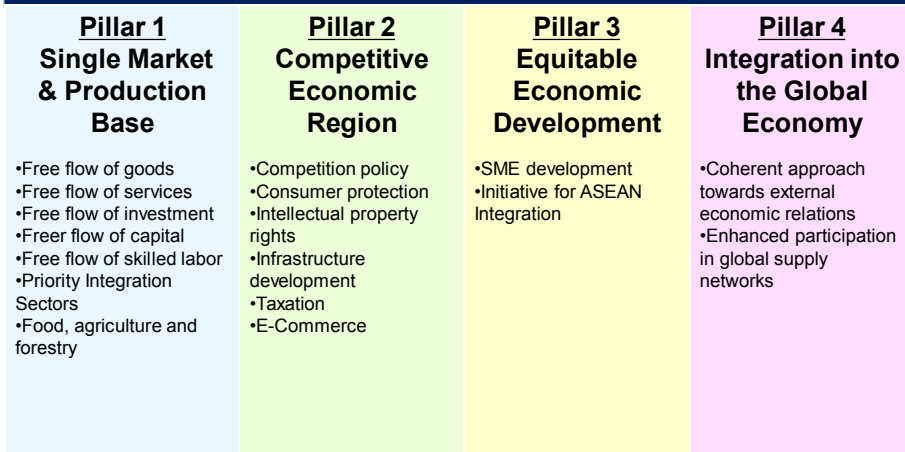 Pillar 1
Single Market
& Production
Base
•Free flow of goods
•Free flow of services
•Free flow of investment
•Freer flow of capital
•Free flow of skilled labor
•Priority Integration
Sectors
•Food, agriculture and
forestry
Pillar 2
Competitive
Economic
Region
•Competition policy
•Consumer protection
•Intellectual property
rights
•Infrastructure
development
•Taxation
•E-Commerce
Pillar 3
Equitable
Economic
Development
•SME development
•Initiative for ASEAN
Integration
Pillar 4
Integration into
the Global
Economy
•Coherent approach
towards external
economic relations
•Enhanced participation
in global supply
networks